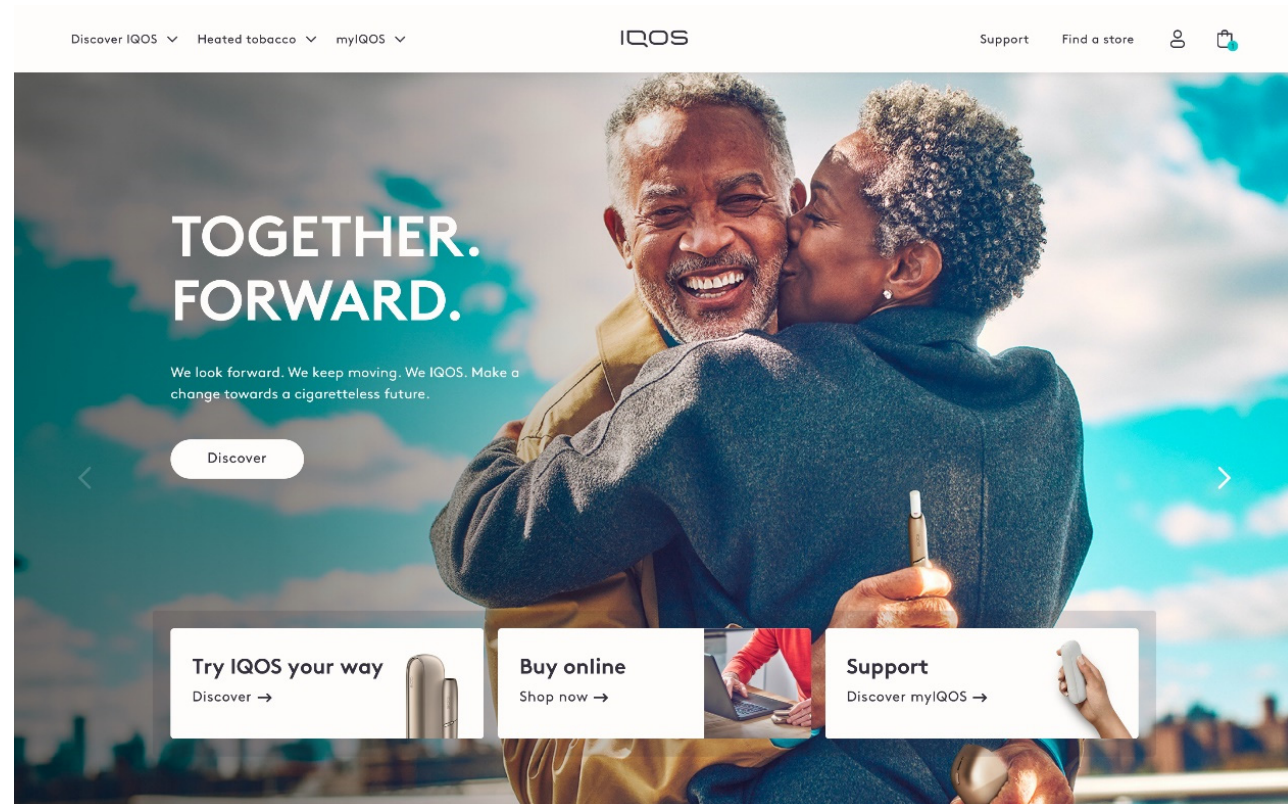 Discover IQOS
Heated tobacco
myIQOS
IQOS
Support
Find a store
TOGETHER.
FORWARD.
We look forward. We keep moving. We IQOS. Make a
change towards a cigaretteless future.
Discover
Try IQOS your way
Discover →
Buy online
Shop now →
Support
Discover myIQOS →